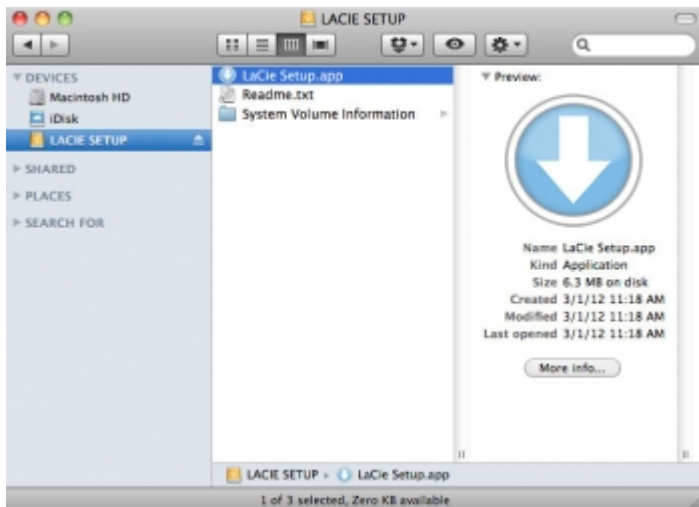 LACIE SETUP
DEVICES
Macintosh HD
iDisk
LACIE SETUP
SHARED
PLACES
SEARCH FOR
LaCie Setup.app
Readme.txt
System Volume Information
Preview:
Name LaCie Setup.app
Kind Application
Size 6.3 MB on disk
Created 3/1/12 11:18 AM
Modified 3/1/12 11:18 AM
Last opened 3/1/12 11:18 AM
More info...
LACIE SETUP LaCie Setup.app
1 of 3 selected, Zero KB available